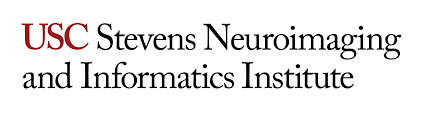 USC Stevens Neuroimaging
and Informatics Institute